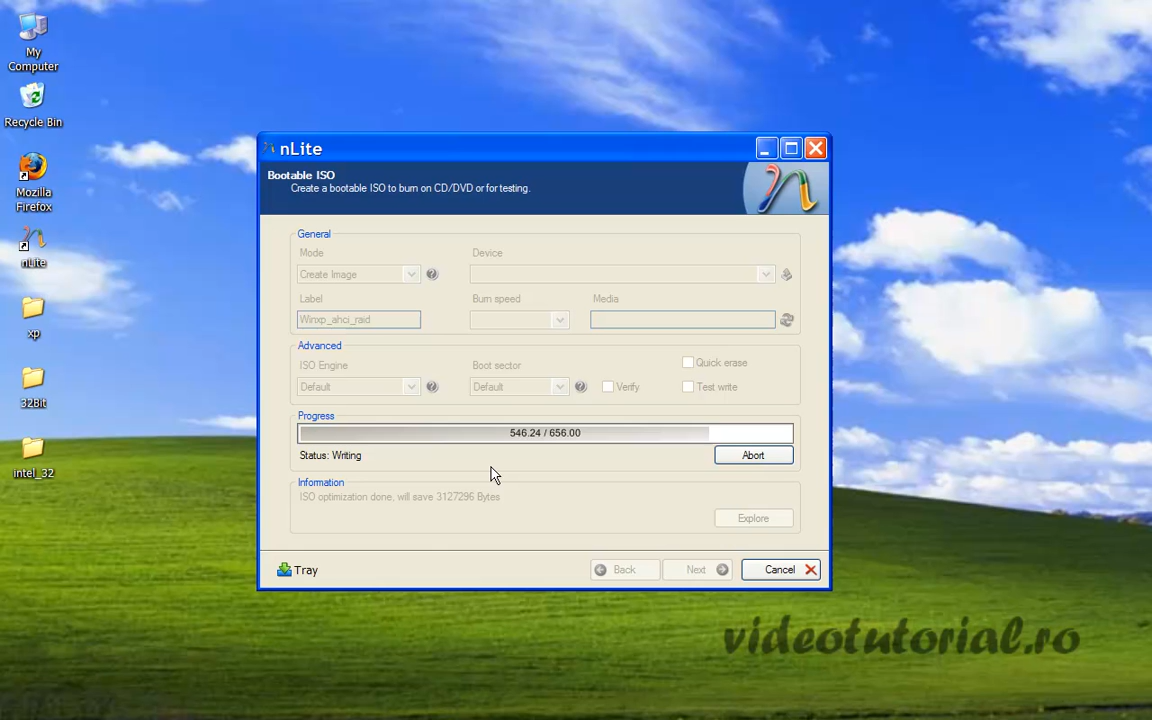 My
Computer
Recycle Bin
Mozilla
Firefox
nLite
xp
32Bit
intel_32
nLite
Bootable ISO
Create a bootable ISO to burn on CD/DVD or for testing.
General
Mode
Device
Create Image
Label
Burn speed
Media
Winxp_ahci_raid
Advanced
ISO Engine
Boot sector
Quick erase
Default
Default
Verify
Test write
Progress
546.24 / 656.00
Status: Writing
Abort
Information
ISO optimization done, will save 3127296 Bytes
Explore
Tray
Back
Next
Cancel
videotutorial.ro